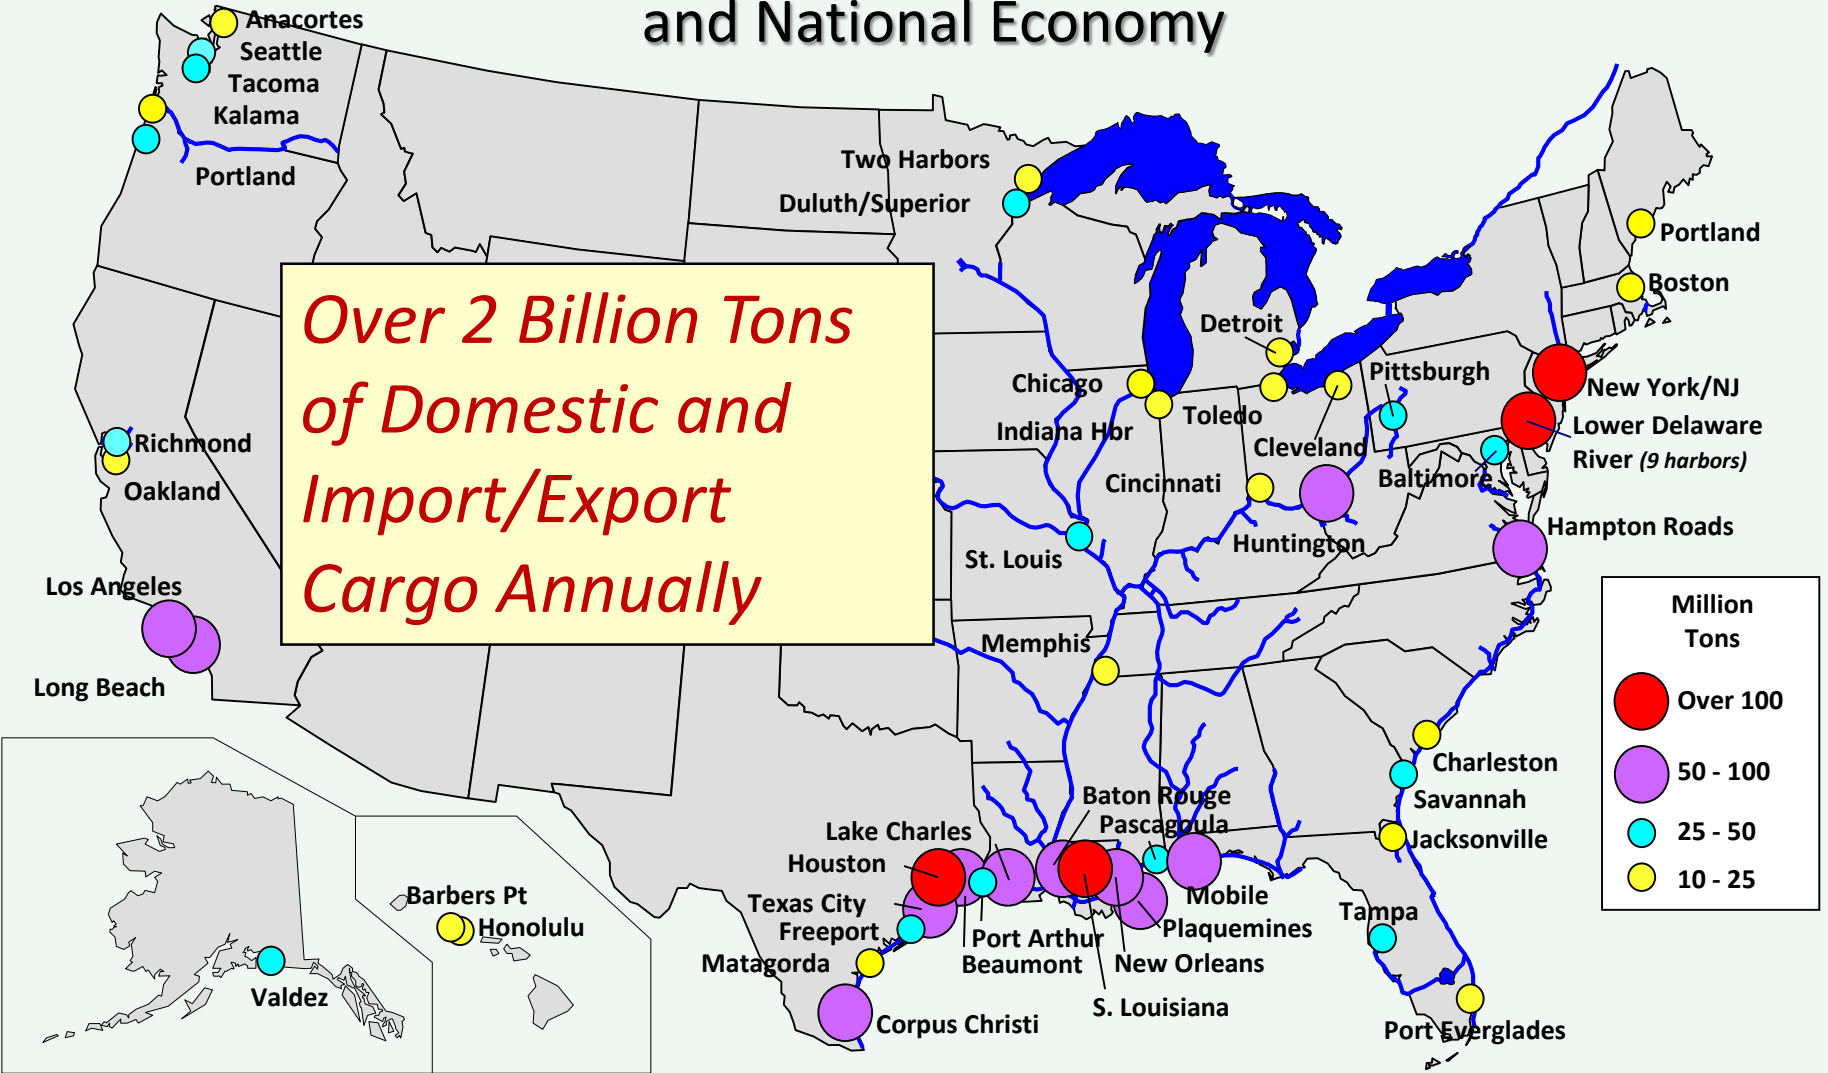 and National Economy
Anacortes
Seattle
Tacoma
Kalama
Portland
Two Harbors
Duluth/Superior
Portland
Boston
Detroit
Pittsburgh
Chicago
Toledo
New York/NJ
Indiana Hbr
Cleveland
Lower Delaware
River (9 harbors)
Cincinnati
Baltimore
Hampton Roads
Huntington
St. Louis
Memphis
Richmond
Oakland
Los Angeles
Long Beach
Over 2 Billion Tons
of Domestic and
Import/Export
Cargo Annually
Million
Tons
Over 100
50 - 100
25 - 50
10 - 25
Charleston
Savannah
Jacksonville
Baton Rouge
Pascagoula
Lake Charles
Houston
Texas City
Freeport
Matagorda
Port Arthur
Beaumont
New Orleans
Mobile
Plaquemines
S. Louisiana
Corpus Christi
Tampa
Port Everglades
Barbers Pt
Honolulu
Valdez